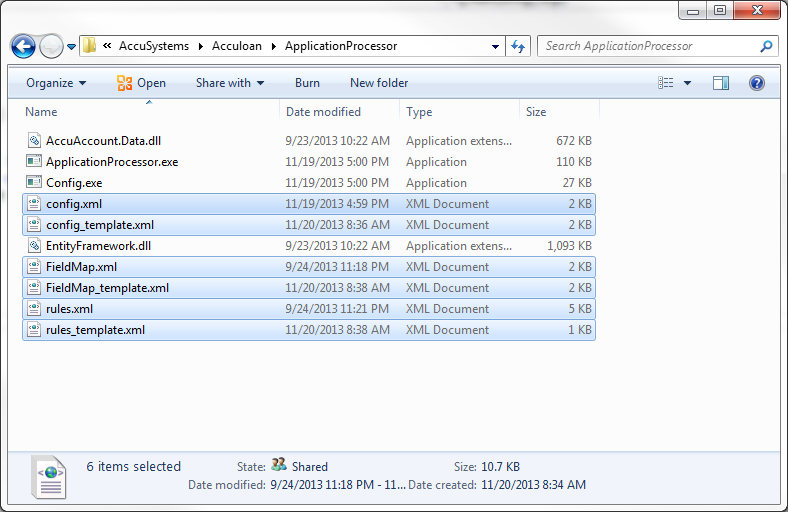 « AccuSystems Acculoan ApplicationProcessor Search ApplicationProcessor
Organize Open Share with Burn New folder
Name Date modified Type Size
AccuAccount.Data.dll 9/23/2013 10:22 AM Application extens... 672 KB
ApplicationProcessor.exe 11/19/2013 5:00 PM Application 110 KB
Config.exe 11/19/2013 5:00 PM Application 27 KB
config.xml 11/19/2013 4:59 PM XML Document 2 KB
config_template.xml 11/20/2013 8:36 AM XML Document 2 KB
EntityFramework.dll 9/23/2013 10:22 AM Application extens... 1,093 KB
FieldMap.xml 9/24/2013 11:18 PM XML Document 2 KB
FieldMap_template.xml 11/20/2013 8:38 AM XML Document 2 KB
rules.xml 9/24/2013 11:21 PM XML Document 5 KB
rules_template.xml 11/20/2013 8:38 AM XML Document 1 KB
6 items selected State: Shared Size: 10.7 KB
Date modified: 9/24/2013 11:18 PM - 11... Date created: 11/20/2013 8:34 AM